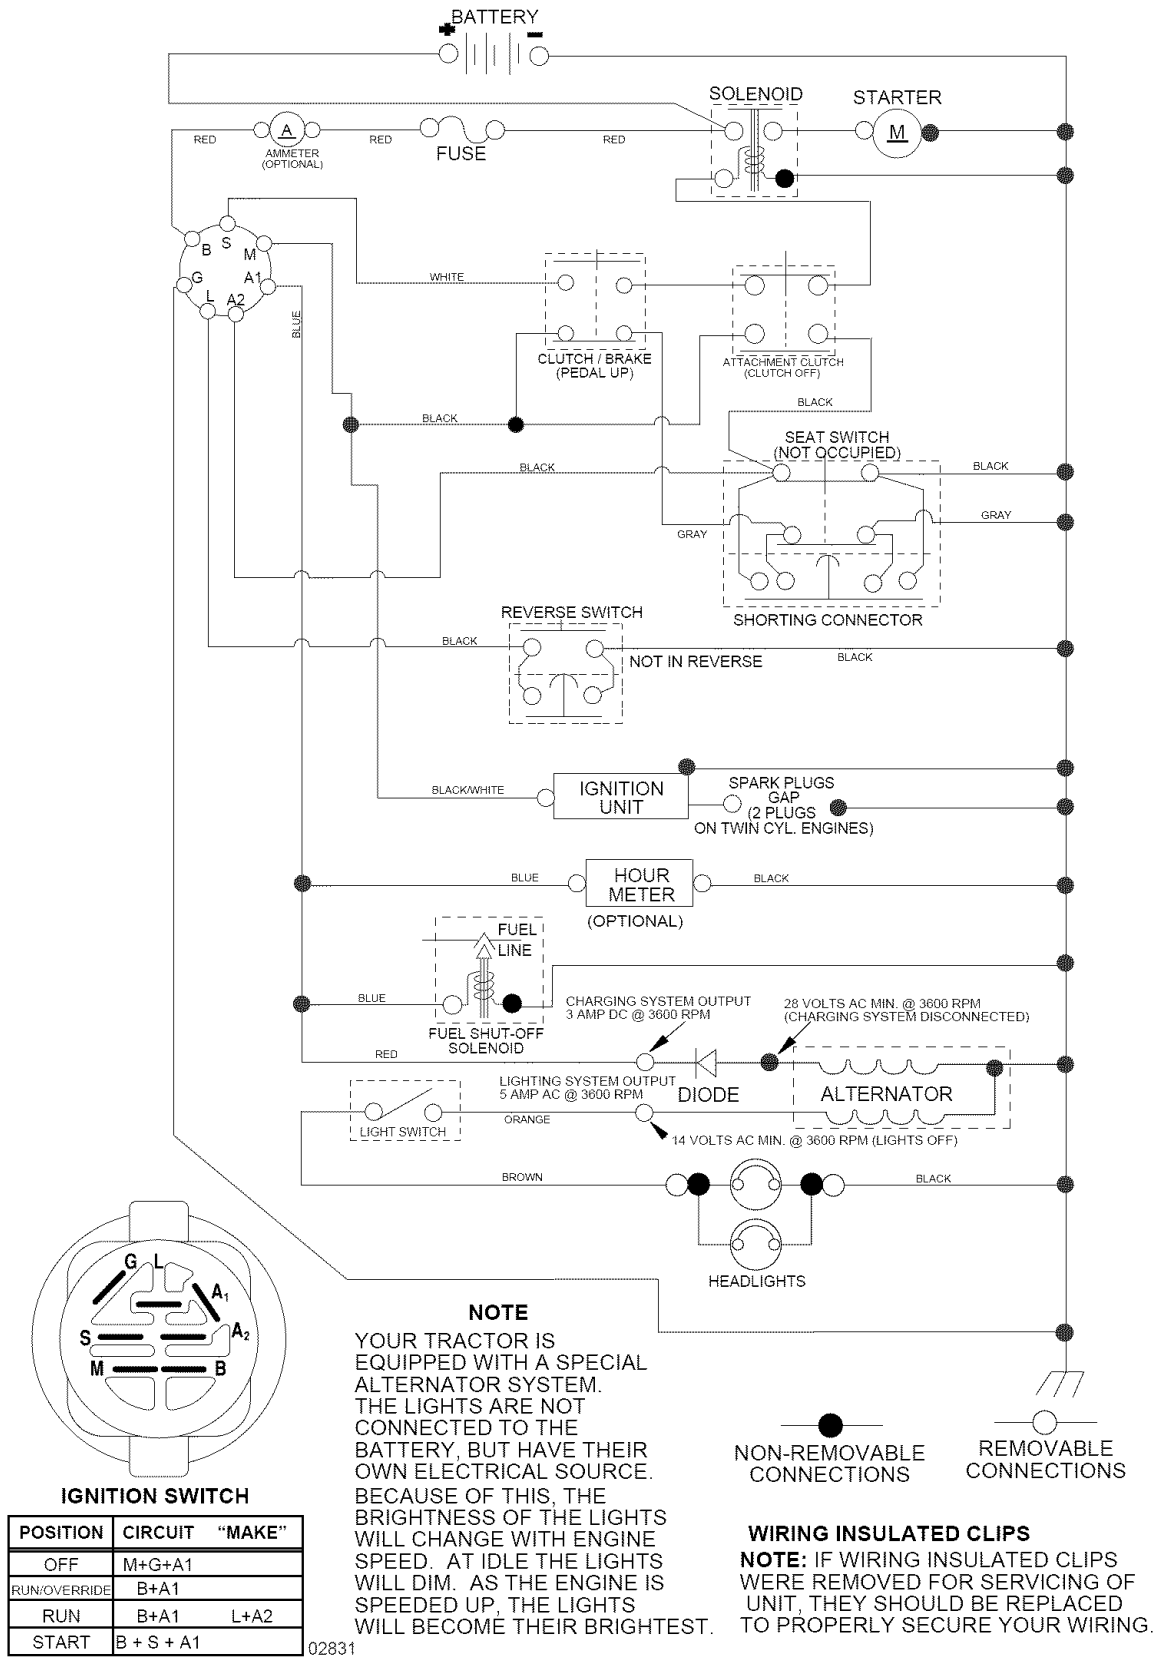 BATTERY
+ -
SOLENOID
STARTER
RED
A
RED
FUSE
RED
M
AMMETER
(OPTIONAL)
B
S
M
G
A1
L
A2
WHITE
BLUE
CLUTCH / BRAKE
(PEDAL UP)
ATTACHMENT CLUTCH
(CLUTCH OFF)
BLACK
BLACK
SEAT SWITCH
(NOT OCCUPIED)
BLACK
BLACK
GRAY
GRAY
SHORTING CONNECTOR
REVERSE SWITCH
BLACK
NOT IN REVERSE
BLACK
BLACK/WHITE
IGNITION
UNIT
SPARK PLUGS
GAP
(2 PLUGS
ON TWIN CYL. ENGINES)
BLUE
HOUR
METER
BLACK
(OPTIONAL)
FUEL
LINE
BLUE
FUEL SHUT-OFF
SOLENOID
CHARGING SYSTEM OUTPUT
3 AMP DC @ 3600 RPM
28 VOLTS AC MIN. @ 3600 RPM
(CHARGING SYSTEM DISCONNECTED)
RED
LIGHTING SYSTEM OUTPUT
5 AMP AC @ 3600 RPM
DIODE
ALTERNATOR
LIGHT SWITCH
ORANGE
14 VOLTS AC MIN. @ 3600 RPM (LIGHTS OFF)
BROWN
BLACK
HEADLIGHTS
G L
A1
S
A2
M
B
IGNITION SWITCH
POSITION CIRCUIT "MAKE"
OFF M+G+A1
RUN/OVERRIDE B+A1
RUN B+A1 L+A2
START B + S + A1
02831
NOTE
YOUR TRACTOR IS
EQUIPPED WITH A SPECIAL
ALTERNATOR SYSTEM.
THE LIGHTS ARE NOT
CONNECTED TO THE
BATTERY, BUT HAVE THEIR
OWN ELECTRICAL SOURCE.
BECAUSE OF THIS, THE
BRIGHTNESS OF THE LIGHTS
WILL CHANGE WITH ENGINE
SPEED. AT IDLE THE LIGHTS
WILL DIM. AS THE ENGINE IS
SPEEDED UP, THE LIGHTS
WILL BECOME THEIR BRIGHTEST.
NON-REMOVABLE
CONNECTIONS
REMOVABLE
CONNECTIONS
WIRING INSULATED CLIPS
NOTE: IF WIRING INSULATED CLIPS
WERE REMOVED FOR SERVICING OF
UNIT, THEY SHOULD BE REPLACED
TO PROPERLY SECURE YOUR WIRING.